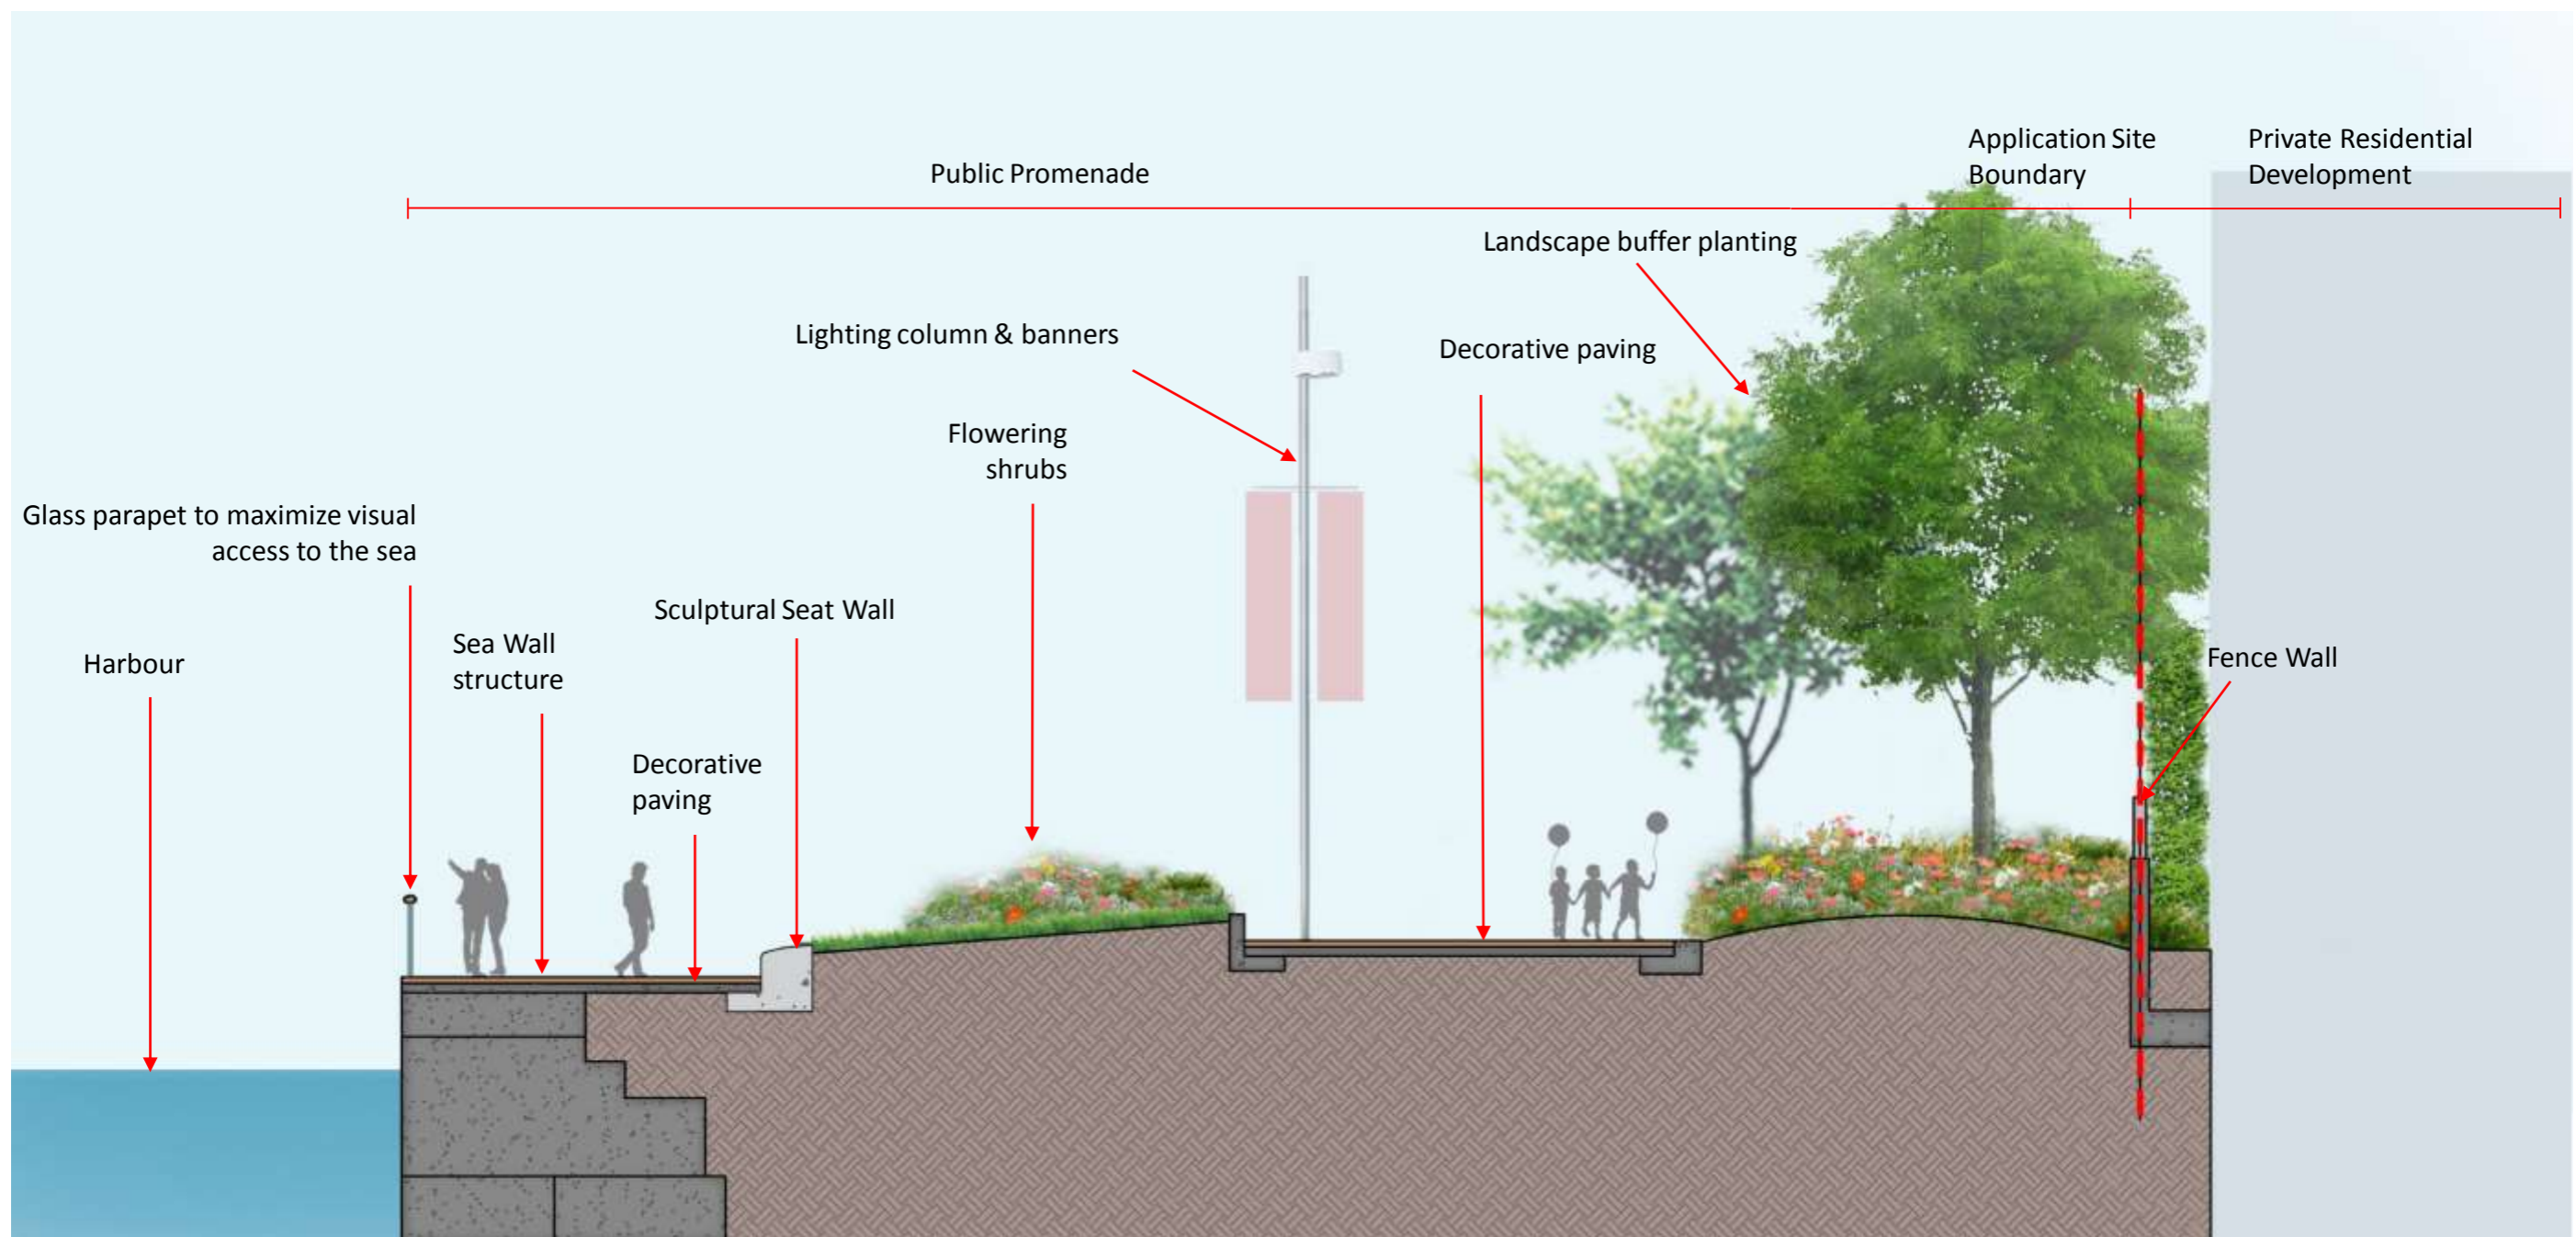 Application Site
Boundary
Private Residential
Development
Public Promenade
Landscape buffer planting
Lighting column & banners
Decorative paving
Flowering
shrubs
Glass parapet to maximize visual
access to the sea
Sculptural Seat Wall
Sea Wall
structure
Harbour
Fence Wall
Decorative
paving